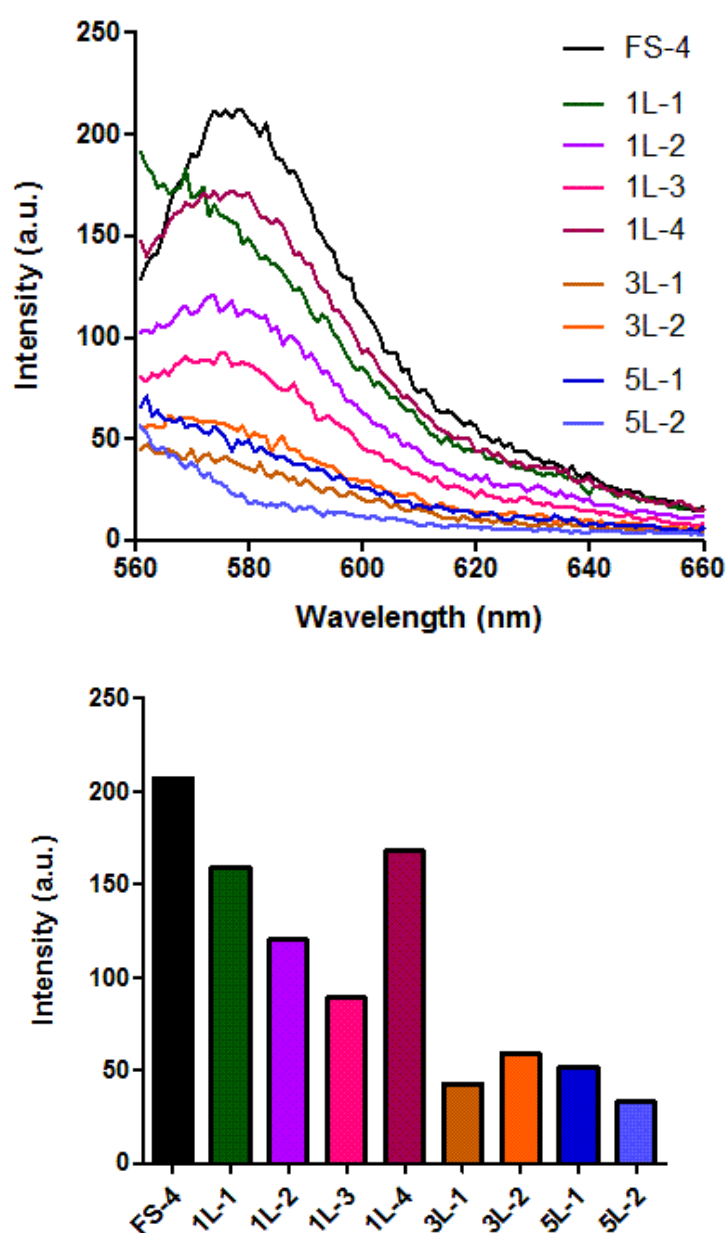 250
200
150
100
50
0
Intensity (a.u.)
560 580 600 620 640 660
Wavelength (nm)
FS-4
1L-1
1L-2
1L-3
1L-4
3L-1
3L-2
5L-1
5L-2
250
200
150
100
50
0
Intensity (a.u.)
FS-4 1L-1 1L-2 1L-3 1L-4 3L-1 3L-2 5L-1 5L-2